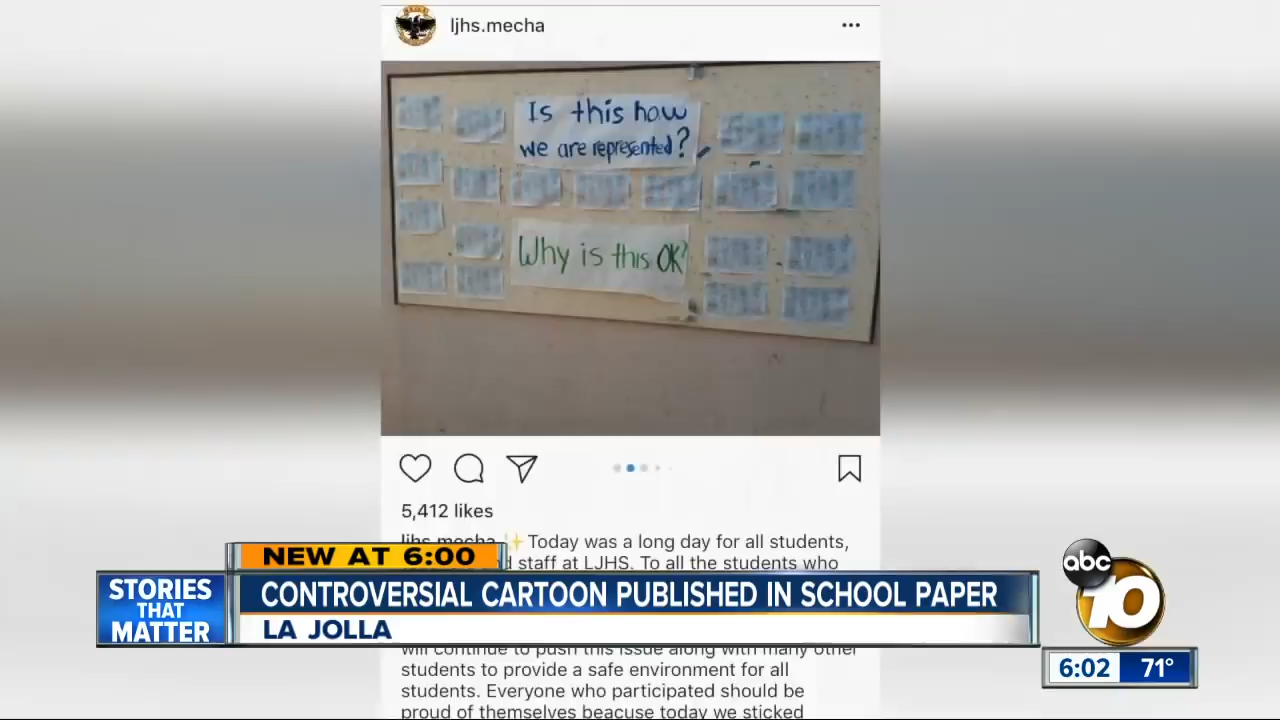 ljhs.mecha
Is this how
we are represented?
Why is this OK?
5,412 likes
ljhs.mecha ✨ Today was a long day for all students,
staff at LJHS. To all the students who
NEW AT 6:00
STORIES
THAT
MATTER
CONTROVERSIAL CARTOON PUBLISHED IN SCHOOL PAPER
LA JOLLA
abc
10
6:02 71°
will continue to push this issue along with many other
students to provide a safe environment for all
students. Everyone who participated should be
proud of themselves beacuse today we sticked